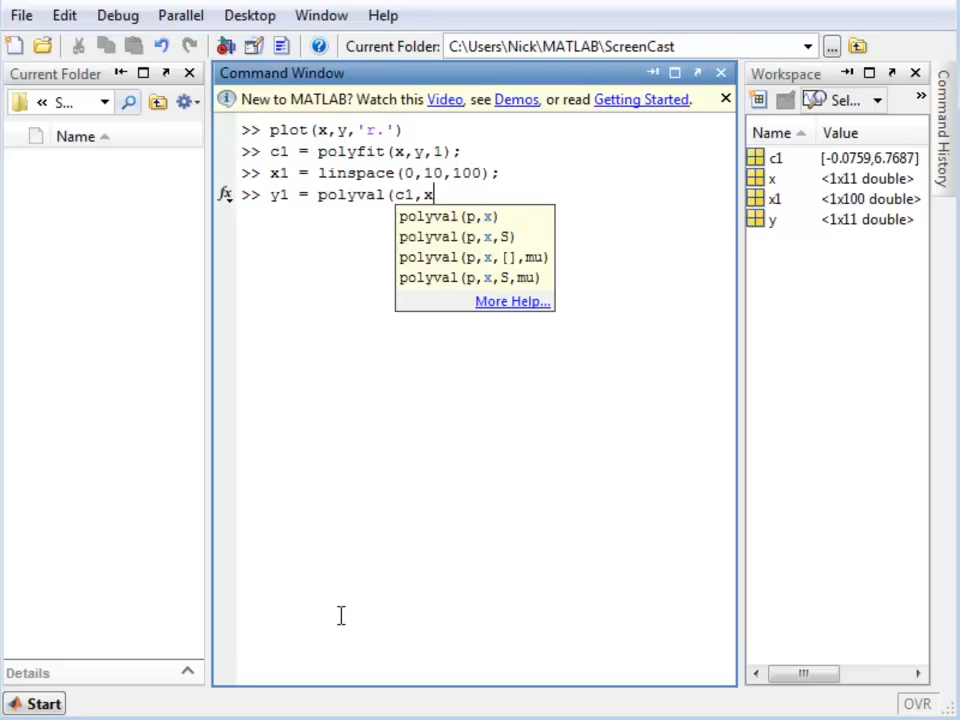 File Edit Debug Parallel Desktop Window Help
Current Folder: C:\Users\Nick\MATLAB\ScreenCast ...
Current Folder
« S...
Name
Details
Start
Command Window
New to MATLAB? Watch this Video, see Demos, or read Getting Started.
>> plot(x,y,'r.')
>> c1 = polyfit(x,y,1);
>> x1 = linspace(0,10,100);
fx >> y1 = polyval(c1,x
polyval(p,x)
polyval(p,x,S)
polyval(p,x,[],mu)
polyval(p,x,S,mu)
More Help...
Workspace
Sel... »
Name Value
c1 [-0.0759,6.7687]
x <1x11 double>
x1 <1x100 double>
y <1x11 double>
Command History
OVR